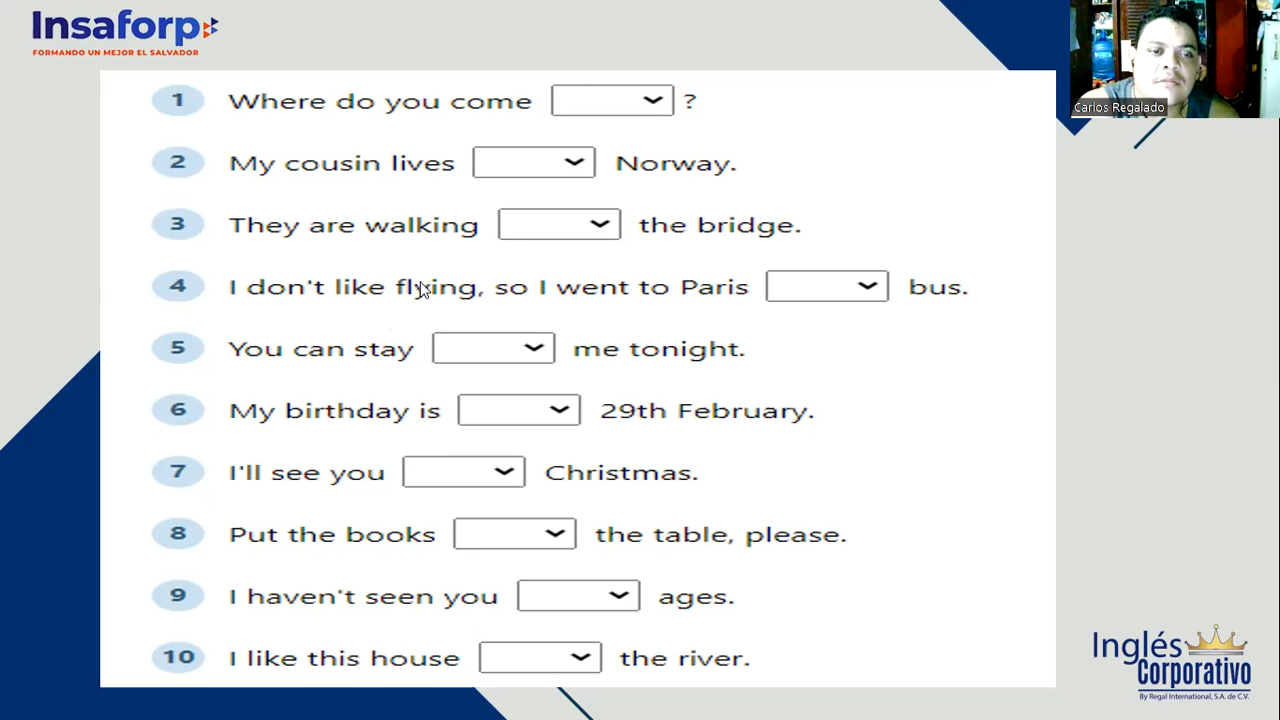 Insaforp
FORMANDO UN MEJOR EL SALVADOR
Carlos Regalado
1 Where do you come ?
2 My cousin lives Norway.
3 They are walking the bridge.
4 I don't like flying, so I went to Paris bus.
5 You can stay me tonight.
6 My birthday is 29th February.
7 I'll see you Christmas.
8 Put the books the table, please.
9 I haven't seen you ages.
10 I like this house the river.
Inglés
Corporativo
By Regal International, S.A. de C.V.